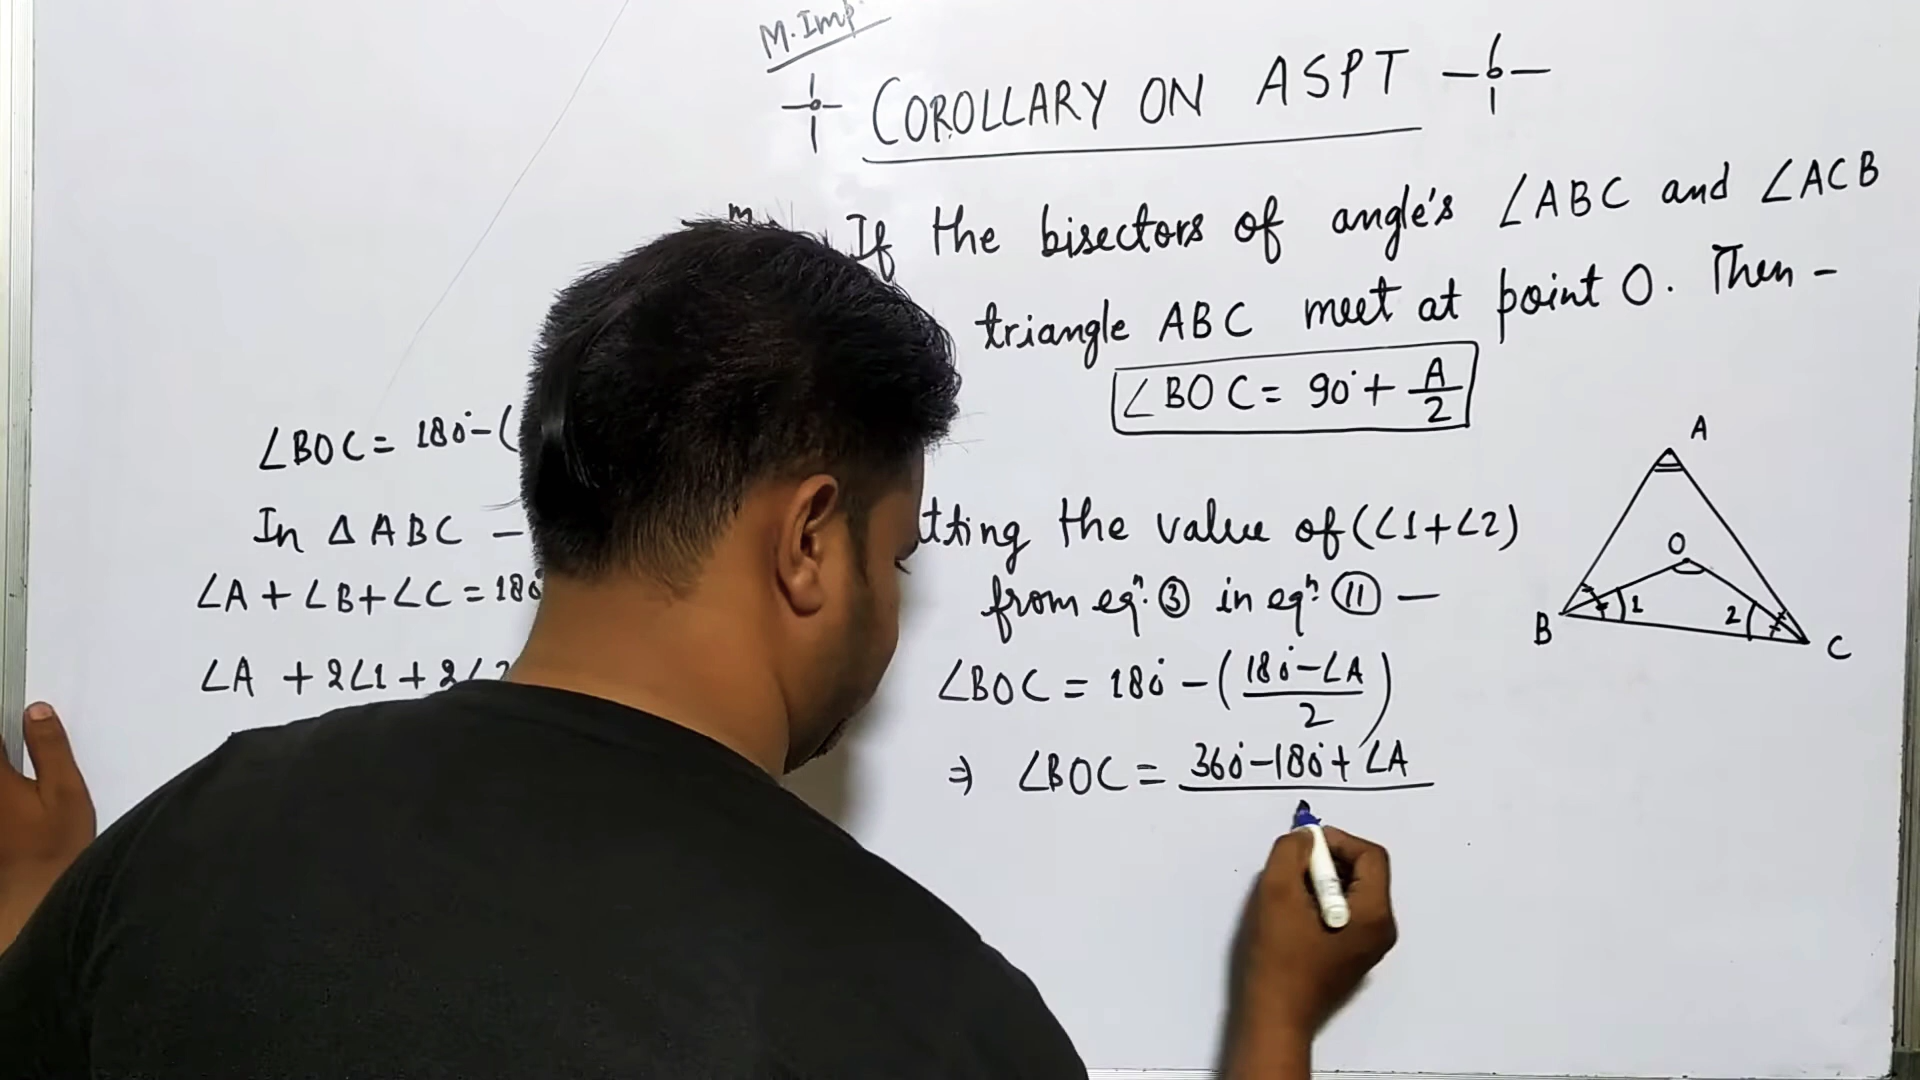 M. Imp.
COROLLARY ON ASPT
If the bisectors of angle's ∠ABC and ∠ACB
triangle ABC meet at point O. Then -
∠BOC = 90° + A/2
∠BOC = 180° - (
In △ ABC -
∠A + ∠B + ∠C = 180
∠A + 2∠1 + 2∠2
the value of (∠1+∠2)
from eqⁿ. ③ in eqⁿ. ⑪ —
∠BOC = 180° - (180° - ∠A / 2)
⇒ ∠BOC = 360° - 180° + ∠A
A
O
B
1
2
C